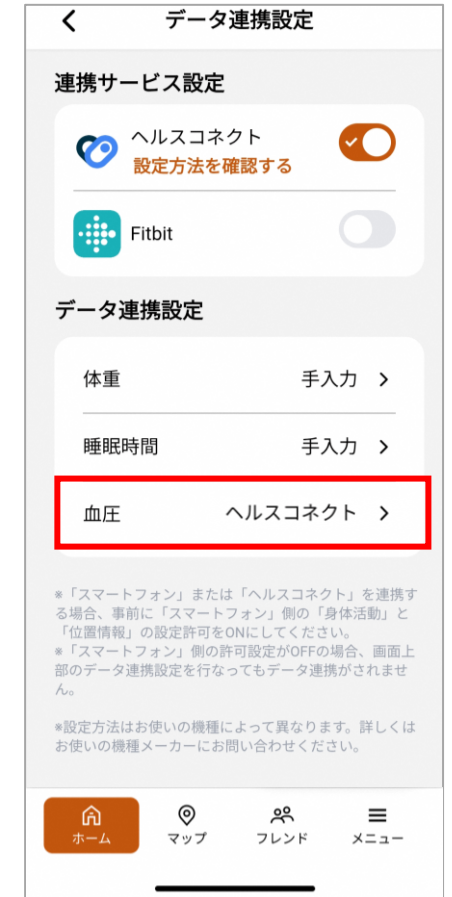 データ連携設定
連携サービス設定
ヘルスコネクト
設定方法を確認する
Fitbit
データ連携設定
体重 手入力
睡眠時間 手入力
血圧 ヘルスコネクト
※「スマートフォン」または「ヘルスコネクト」を連携す
る場合、事前に「スマートフォン」側の「身体活動」と
「位置情報」の設定許可をONにしてください。
※「スマートフォン」側の許可設定がOFFの場合、画面上
部のデータ連携設定を行なってもデータ連携がされませ
ん。
※設定方法はお使いの機種によって異なります。詳しくは
お使いの機種メーカーにお問い合わせください。
ホーム マップ フレンド メニュー